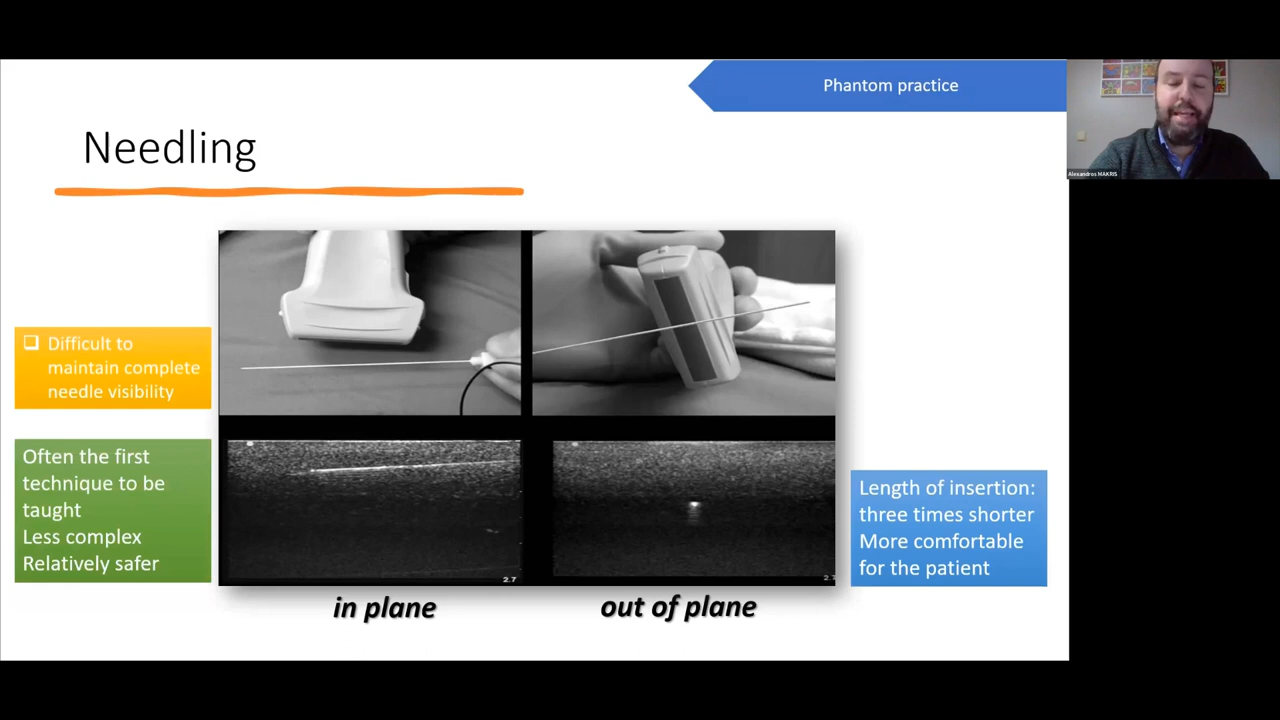 Phantom practice
Alexandros MAKRIS
Needling
Difficult to
maintain complete
needle visibility
Often the first
technique to be
taught
Less complex
Relatively safer
2.7
Length of insertion:
three times shorter
More comfortable
for the patient
in plane
out of plane